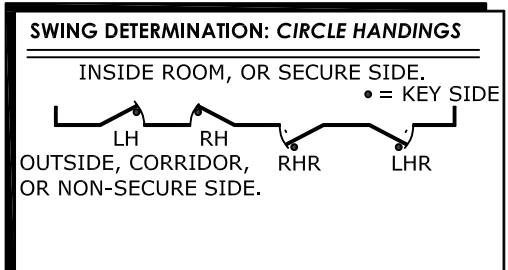 SWING DETERMINATION: CIRCLE HANDINGS
INSIDE ROOM, OR SECURE SIDE.
• = KEY SIDE
LH RH RHR LHR
OUTSIDE, CORRIDOR,
OR NON-SECURE SIDE.